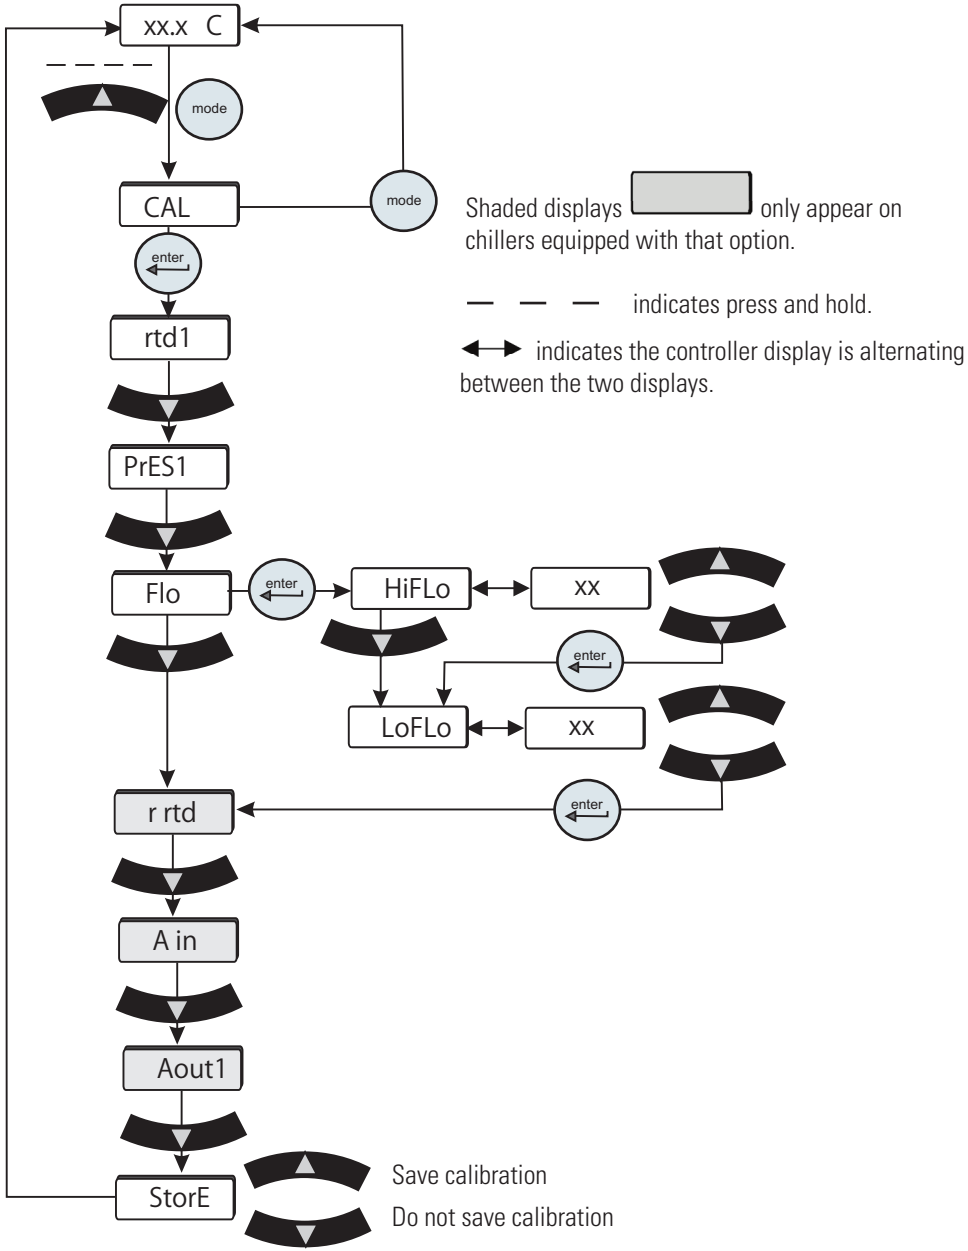 xx.x C
mode
CAL
mode
Shaded displays only appear on
chillers equipped with that option.
enter
indicates press and hold.
rtd1
indicates the controller display is alternating
between the two displays.
PrES1
Flo
enter
HiFLo
xx
enter
LoFLo
xx
r rtd
enter
A in
Aout1
StorE
Save calibration
Do not save calibration